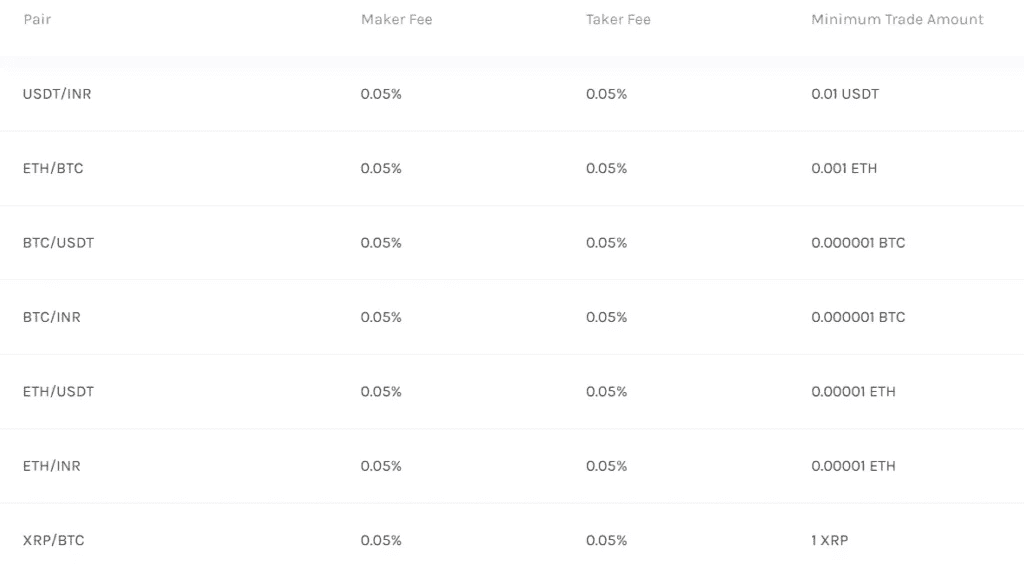 Pair Maker Fee Taker Fee Minimum Trade Amount
USDT/INR 0.05% 0.05% 0.01 USDT
ETH/BTC 0.05% 0.05% 0.001 ETH
BTC/USDT 0.05% 0.05% 0.000001 BTC
BTC/INR 0.05% 0.05% 0.000001 BTC
ETH/USDT 0.05% 0.05% 0.00001 ETH
ETH/INR 0.05% 0.05% 0.00001 ETH
XRP/BTC 0.05% 0.05% 1 XRP